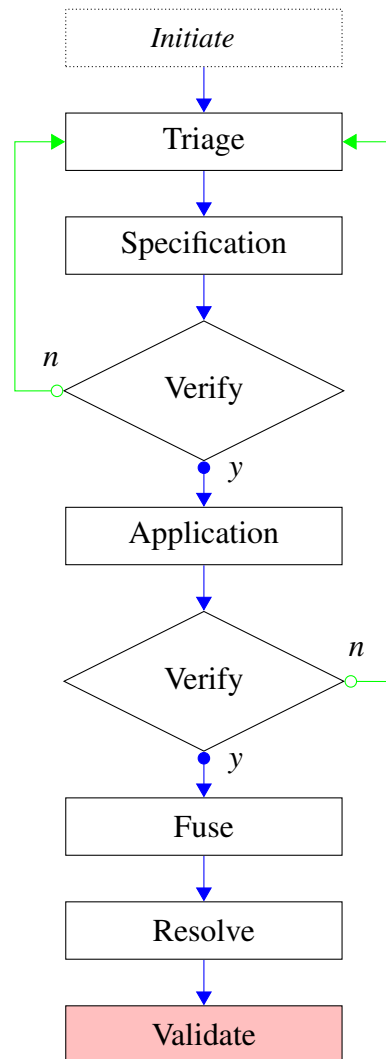 Initiate
Triage
Specification
n
Verify
y
Application
n
Verify
y
Fuse
Resolve
Validate